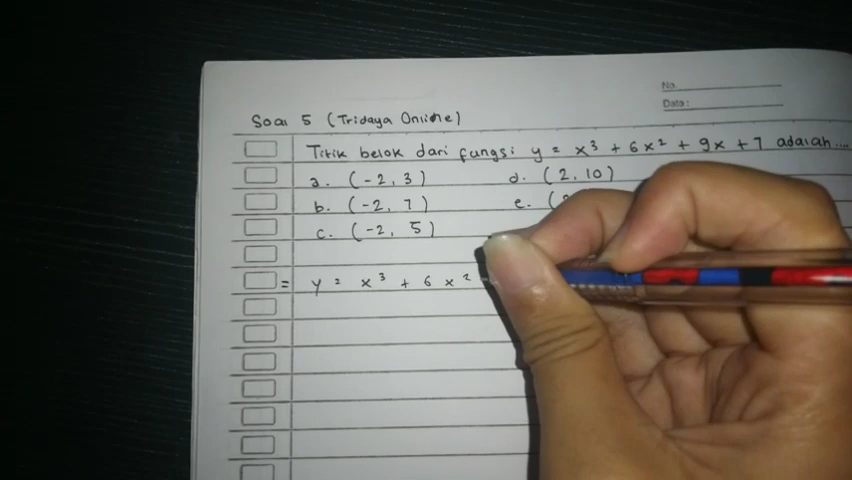 No.
Date:
Soal 5 (Tridaya Online)
Titik belok dari fungsi y = x³ + 6x² + 9x + 7 adalah ....
a. (-2, 3) d. (2, 10)
b. (-2, 7) e. (
c. (-2, 5)
= y = x³ + 6x²